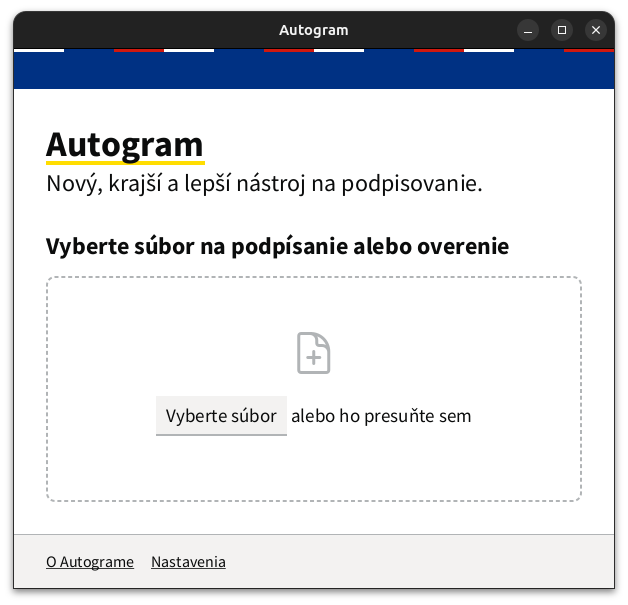 Autogram
Autogram
Nový, krajší a lepší nástroj na podpisovanie.
Vyberte súbor na podpísanie alebo overenie
Vyberte súbor alebo ho presuňte sem
O Autograme Nastavenia